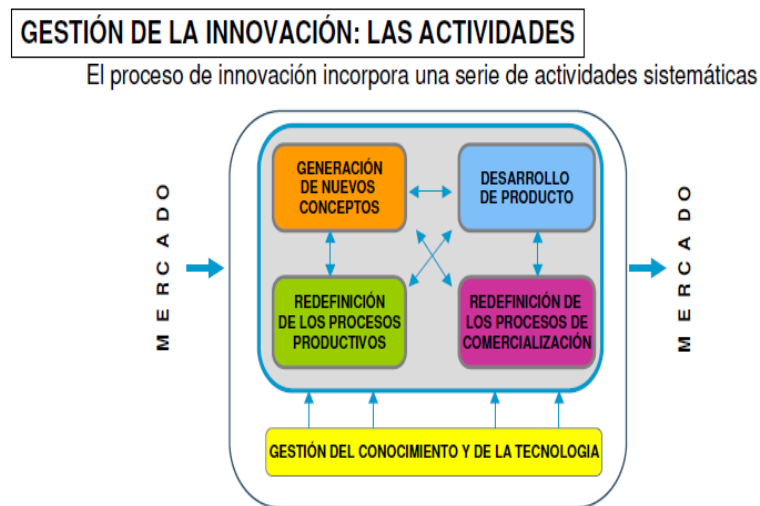 GESTIÓN DE LA INNOVACIÓN: LAS ACTIVIDADES
El proceso de innovación incorpora una serie de actividades sistemáticas
MERCADO
GENERACIÓN
DE NUEVOS
CONCEPTOS
DESARROLLO
DE PRODUCTO
REDEFINICIÓN
DE LOS PROCESOS
PRODUCTIVOS
REDEFINICIÓN DE
LOS PROCESOS DE
COMERCIALIZACIÓN
GESTIÓN DEL CONOCIMIENTO Y DE LA TECNOLOGIA
MERCADO